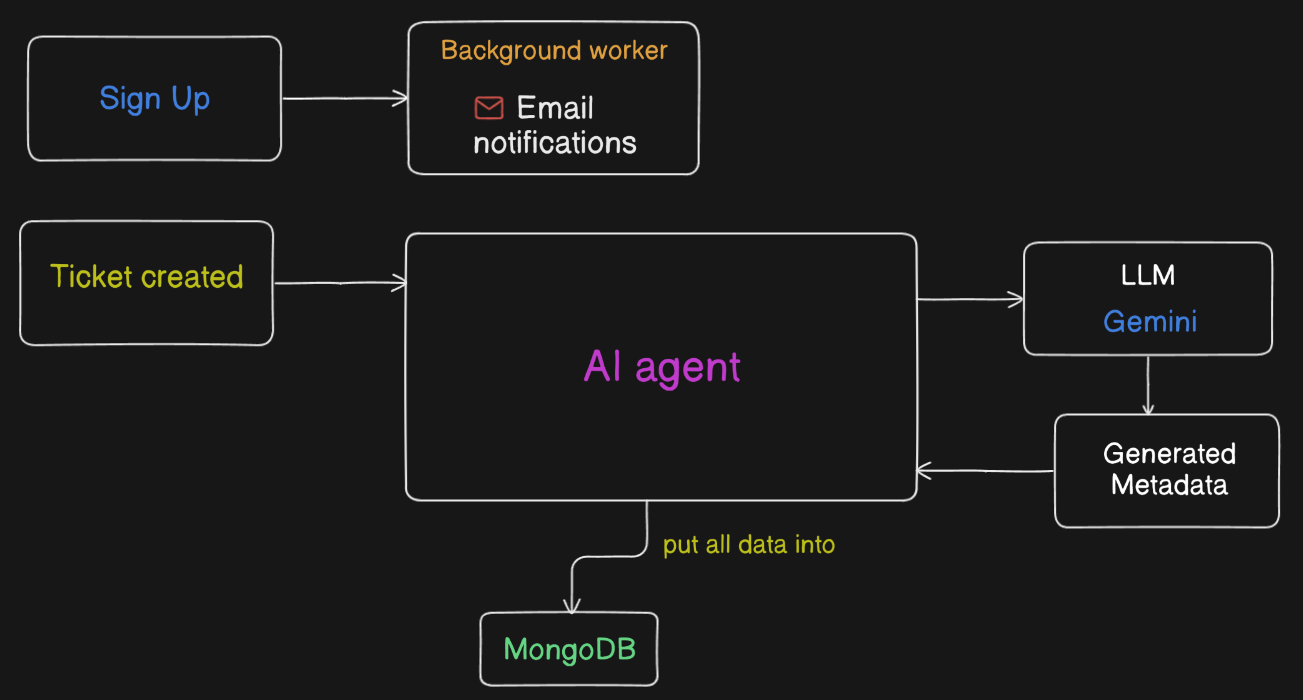 Sign Up
Background worker
Email
notifications
Ticket created
AI agent
LLM
Gemini
Generated
Metadata
put all data into
MongoDB